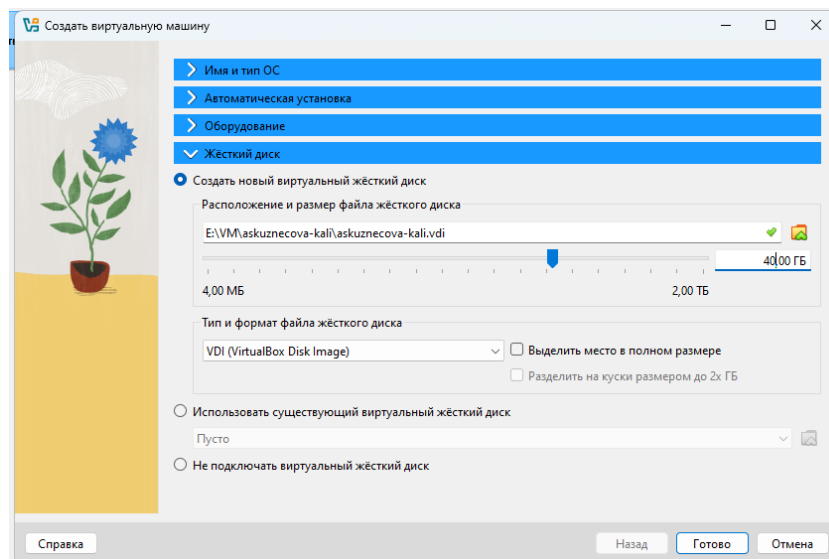 Создать виртуальную машину
Имя и тип ОС
Автоматическая установка
Оборудование
Жёсткий диск
Создать новый виртуальный жёсткий диск
Расположение и размер файла жёсткого диска
E:\VM\askuznecova-kali\askuznecova-kali.vdi
40,00 ГБ
4,00 МБ 2,00 ТБ
Тип и формат файла жёсткого диска
VDI (VirtualBox Disk Image) Выделить место в полном размере
Разделить на куски размером до 2х ГБ
Использовать существующий виртуальный жёсткий диск
Пусто
Не подключать виртуальный жёсткий диск
Справка Назад Готово Отмена